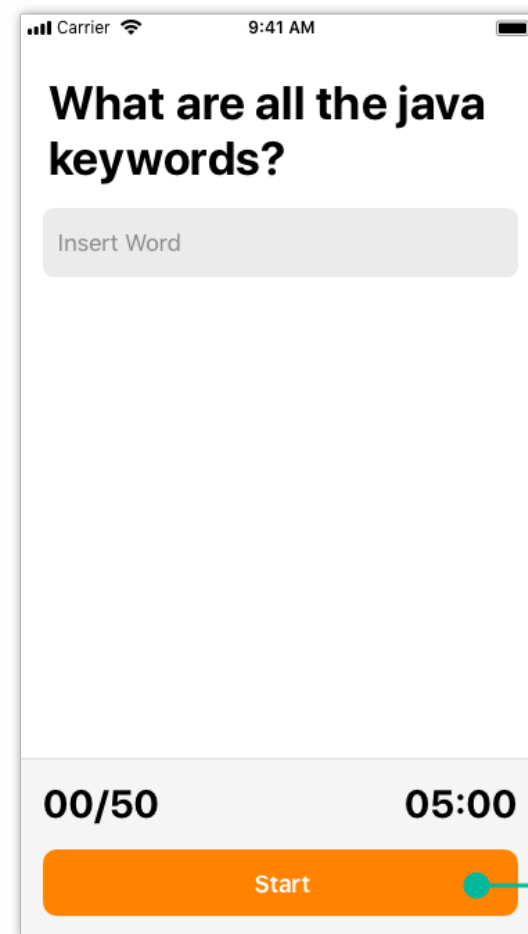 Carrier 9:41 AM
What are all the java
keywords?
Insert Word
00/50 05:00
Start